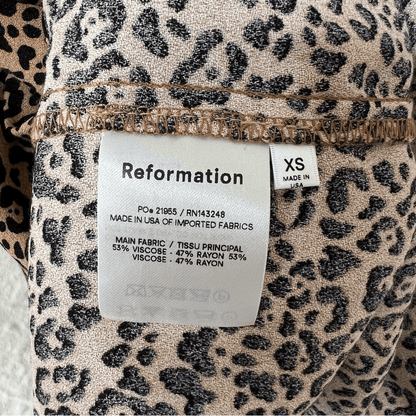 Reformation
PO# 21955 / RN143248
MADE IN USA OF IMPORTED FABRICS
MAIN FABRIC / TISSU PRINCIPAL
53% VISCOSE - 47% RAYON 53%
VISCOSE - 47% RAYON
XS
MADE IN
USA